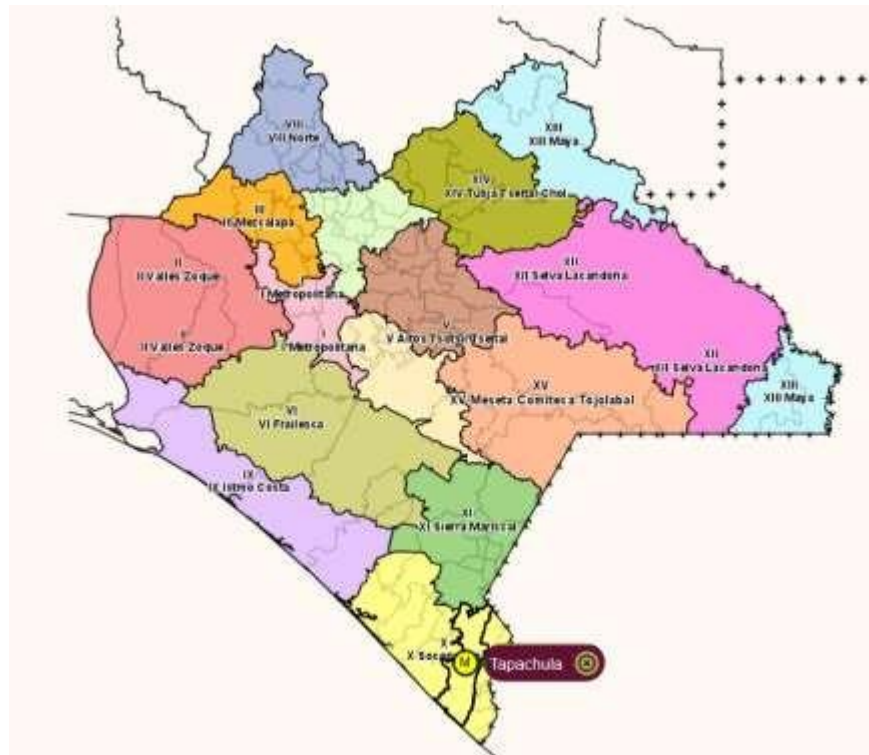 VIII
VIII Norte
XIII
XIII Maya
XIV
XIV Tulijá Tseltal Chol
III
III Mezcalapa
II
II Valles Zoque
XII
XII Selva Lacandona
I Metropolitana
II Valles Zoque
I
I Metropolitana
V
V Altos Tsotsil Tseltal
XII
XII Selva Lacandona
XV
XV Meseta Comiteca Tojolabal
XIII
XIII Maya
VI
VI Frailesca
IX
IX Istmo Costa
XI
XI Sierra Mariscal
X
X
M
Tapachula